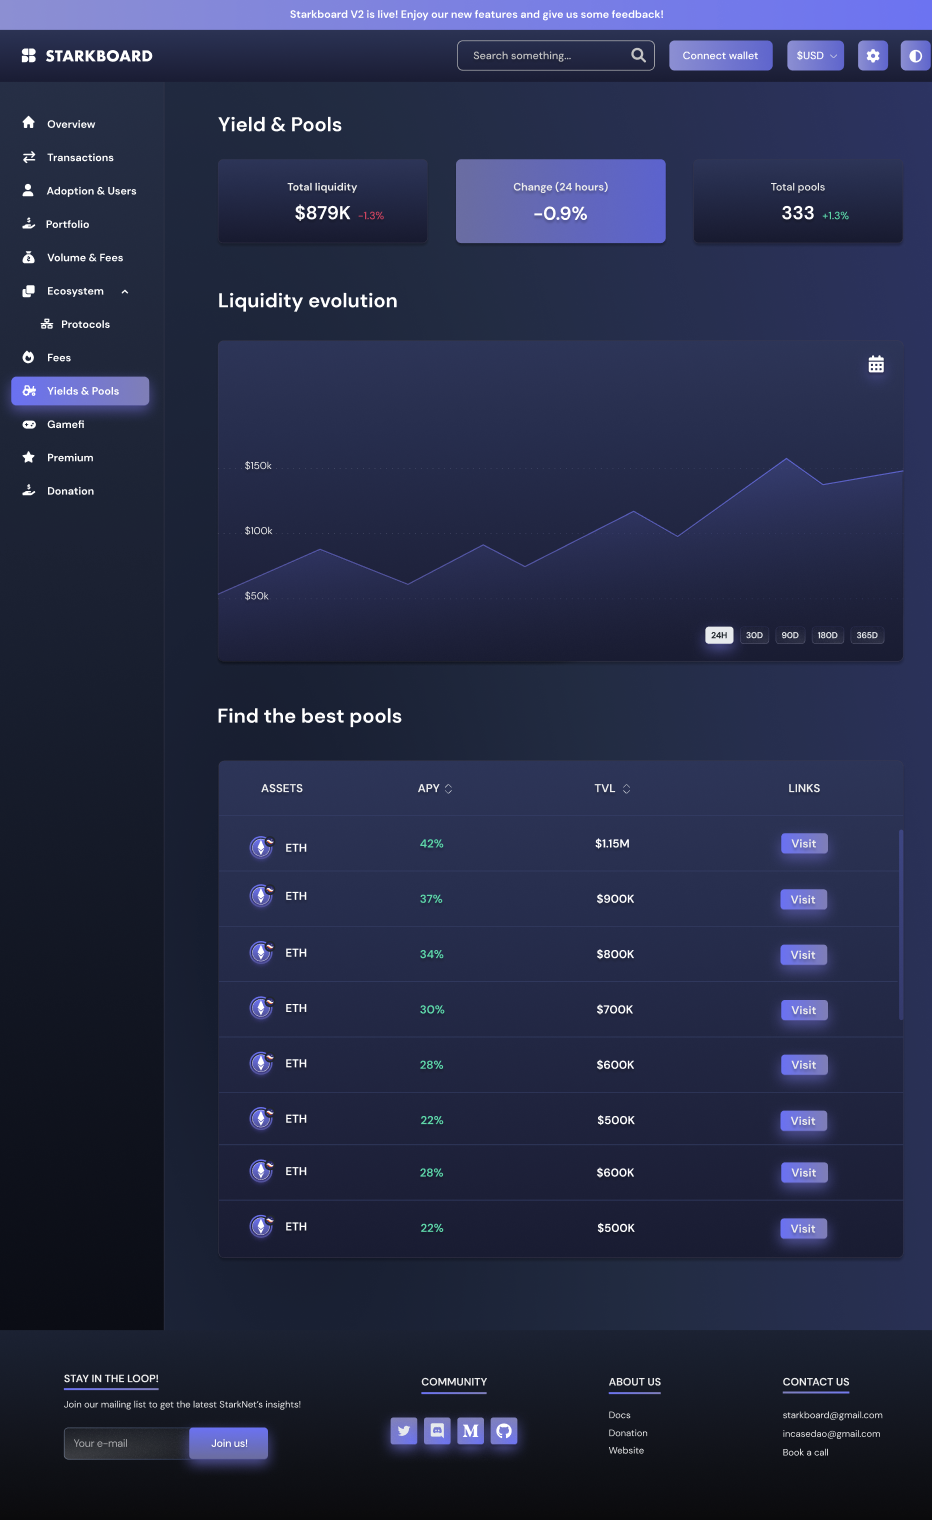 Starkboard V2 is live! Enjoy our new features and give us some feedback!
STARKBOARD
Search something...
Connect wallet
$USD
Overview
Transactions
Adoption & Users
Portfolio
Volume & Fees
Ecosystem
Protocols
Fees
Yields & Pools
Gamefi
Premium
Donation
Yield & Pools
Total liquidity
$879K -1.3%
Change (24 hours)
-0.9%
Total pools
333 +1.3%
Liquidity evolution
$150k
$100k
$50k
24H 30D 90D 180D 365D
Find the best pools
ASSETS APY TVL LINKS
ETH 42% $1.15M Visit
ETH 37% $900K Visit
ETH 34% $800K Visit
ETH 30% $700K Visit
ETH 28% $600K Visit
ETH 22% $500K Visit
ETH 28% $600K Visit
ETH 22% $500K Visit
STAY IN THE LOOP!
Join our mailing list to get the latest StarkNet's insights!
Your e-mail
Join us!
COMMUNITY
ABOUT US
Docs
Donation
Website
CONTACT US
starkboard@gmail.com
incasedao@gmail.com
Book a call